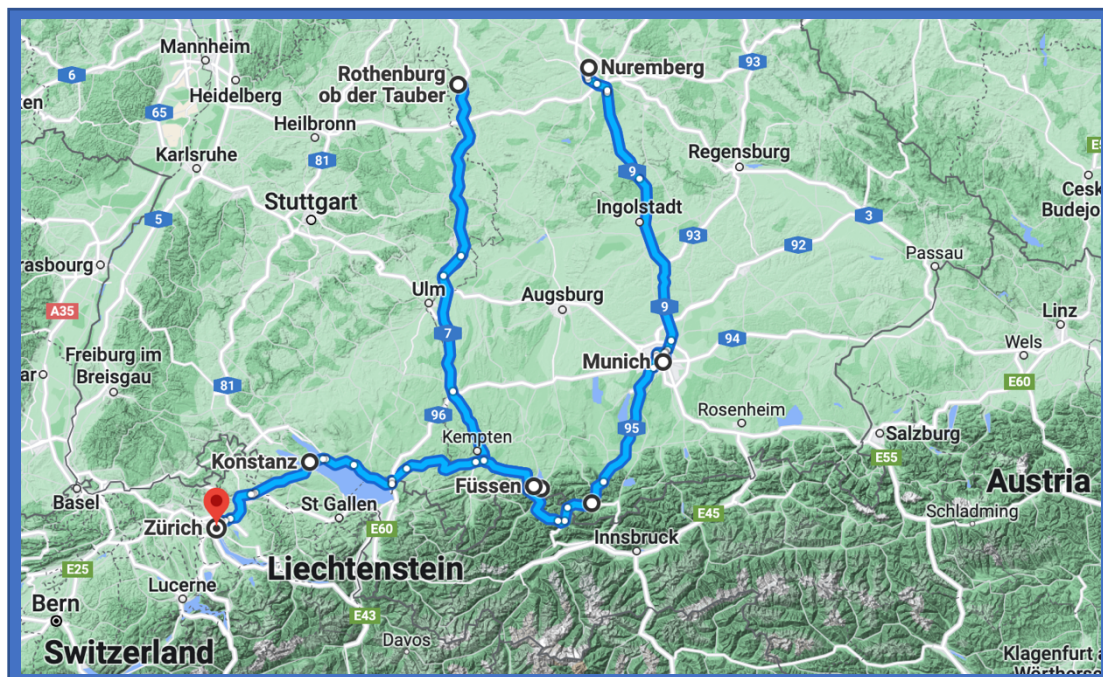 Mannheim
6
93
Rothenburg
ob der Tauber
Nuremberg
Heidelberg
65
Heilbronn
Karlsruhe
81
Regensburg
9
Stuttgart
Ingolstadt
5
93
92
3
Budejo
Passau
rasbourg
Ulm
Augsburg
Linz
A35
9
7
94
Wels
Freiburg im
Breisgau
Munich
E60
81
96
95
Rosenheim
Kempten
Salzburg
Konstanz
E55
Füssen
Basel
St Gallen
Austria
E45
Schladming
Zürich
E60
Innsbruck
E25
Liechtenstein
Lucerne
Bern
E43
Davos
Switzerland
Klagenfurt